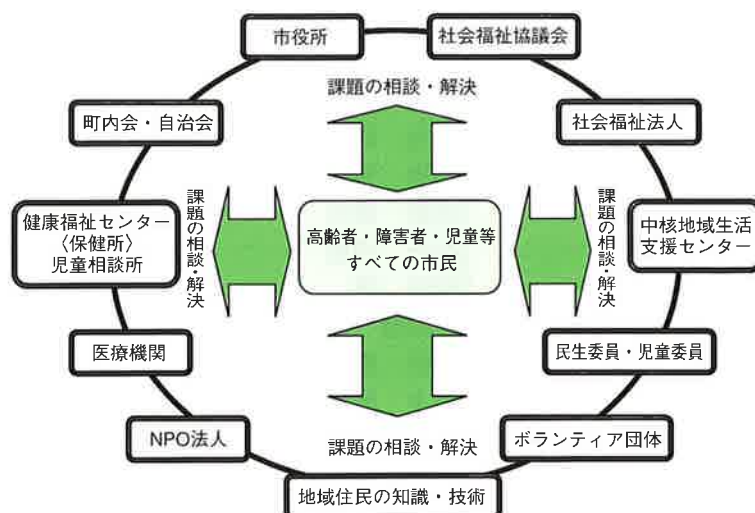 市役所
社会福祉協議会
課題の相談・解決
町内会・自治会
社会福祉法人
健康福祉センター
〈保健所〉
児童相談所
課題の相談・解決
高齢者・障害者・児童等
すべての市民
課題の相談・解決
中核地域生活
支援センター
医療機関
民生委員・児童委員
NPO法人
課題の相談・解決
ボランティア団体
地域住民の知識・技術